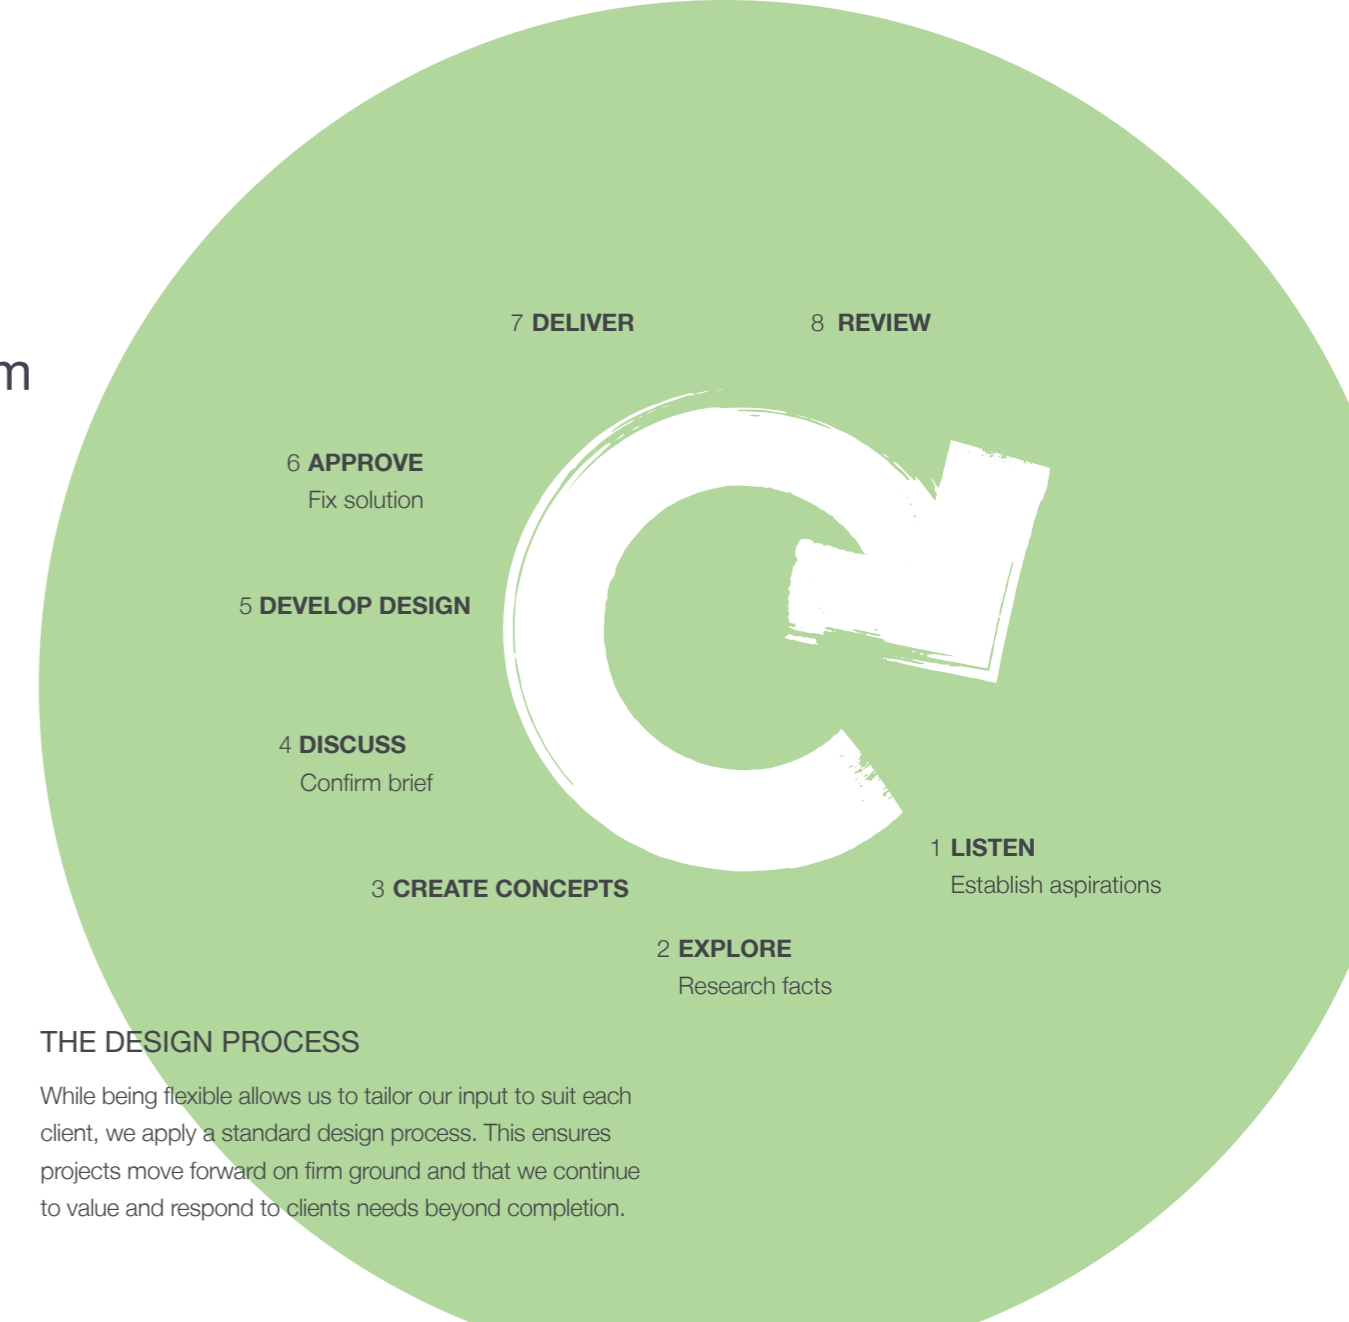 7 DELIVER
8 REVIEW
m
6 APPROVE
Fix solution
5 DEVELOP DESIGN
4 DISCUSS
Confirm brief
1 LISTEN
Establish aspirations
3 CREATE CONCEPTS
2 EXPLORE
Research facts
THE DESIGN PROCESS
While being flexible allows us to tailor our input to suit each
client, we apply a standard design process. This ensures
projects move forward on firm ground and that we continue
to value and respond to clients needs beyond completion.